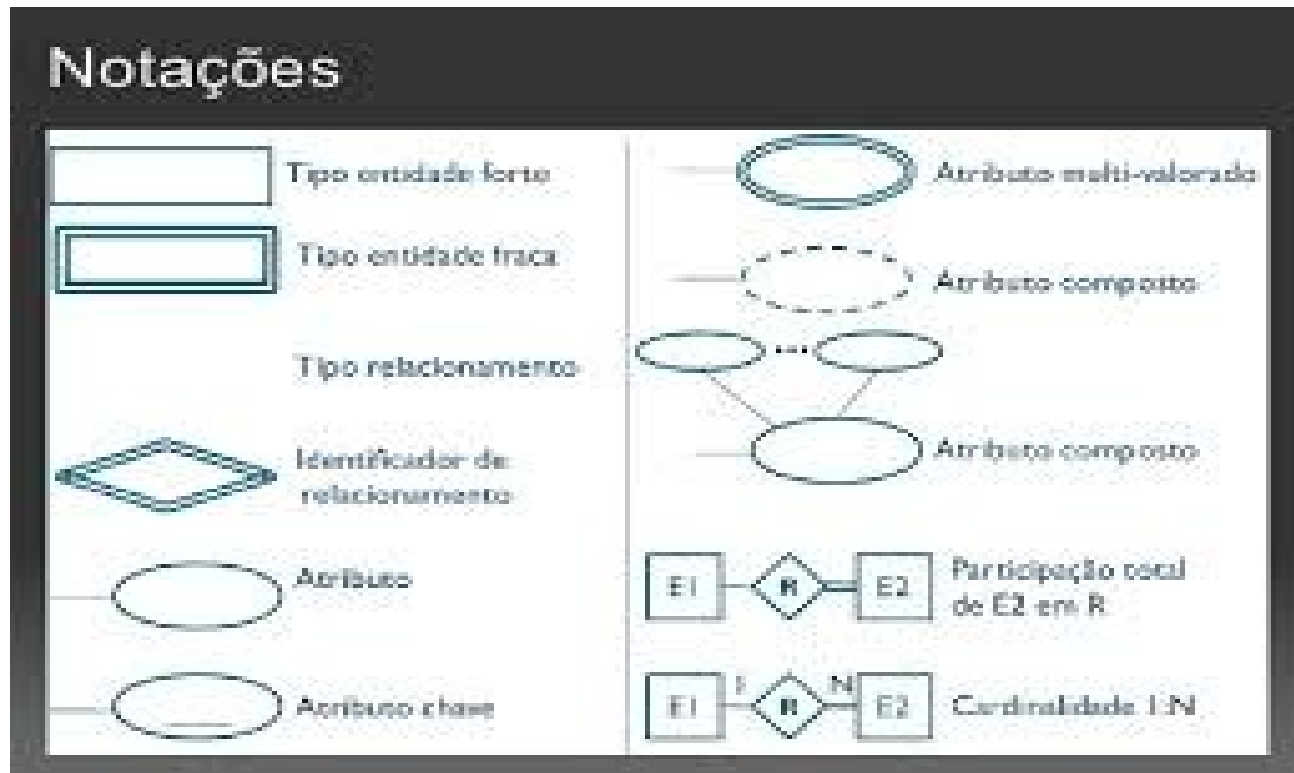 Notações
Tipo entidade forte
Tipo entidade fraca
Tipo relacionamento
Identificador de
relacionamento
Atributo
Atributo chave
Atributo multi-valorado
Atributo composto
Atributo composto
E1 R E2
Participação total
de E2 em R
E1 1 R N E2
Cardinalidade 1:N